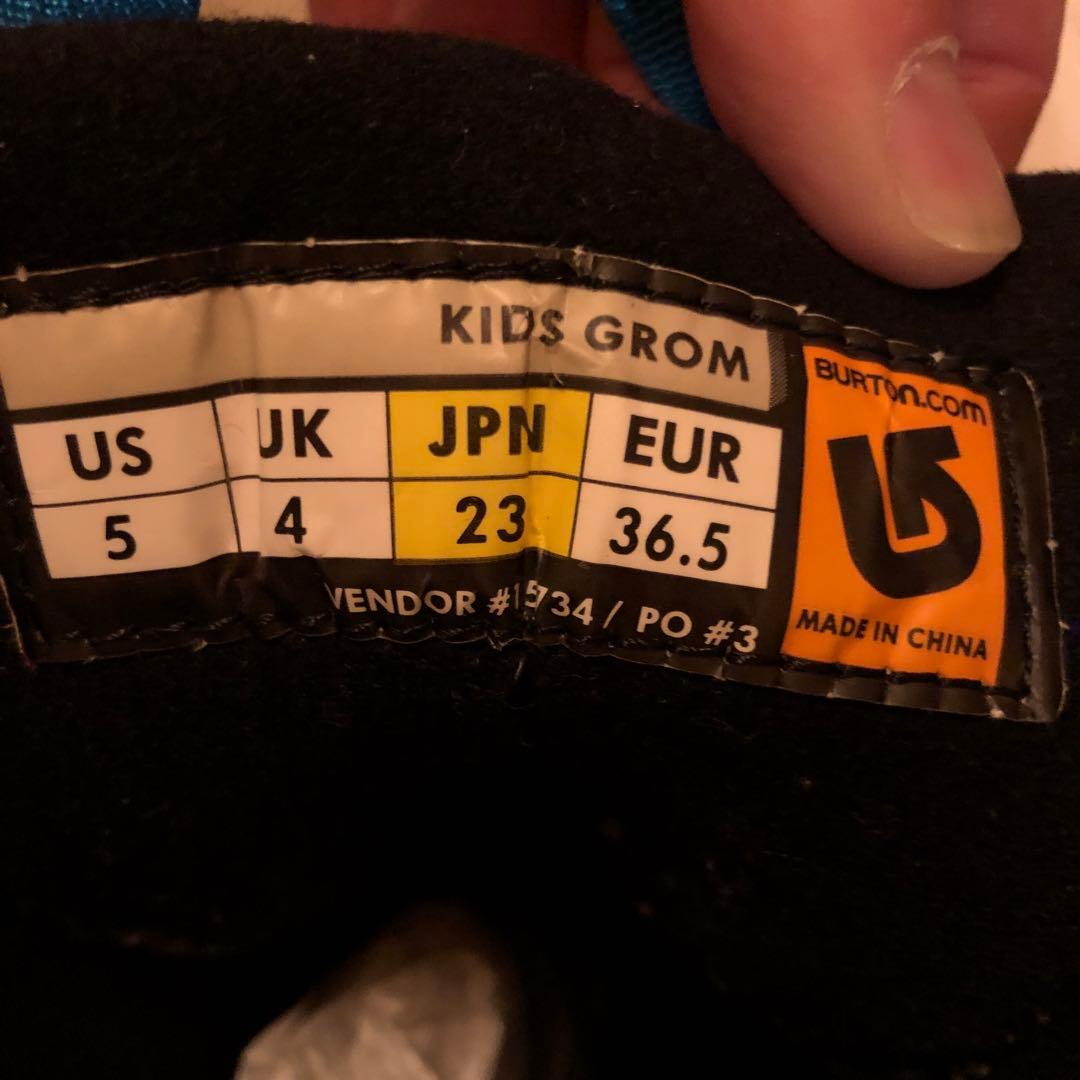 KIDS GROM
US UK JPN EUR
5 4 23 36.5
VENDOR #15734 / PO #3
BURTON.COM
MADE IN CHINA